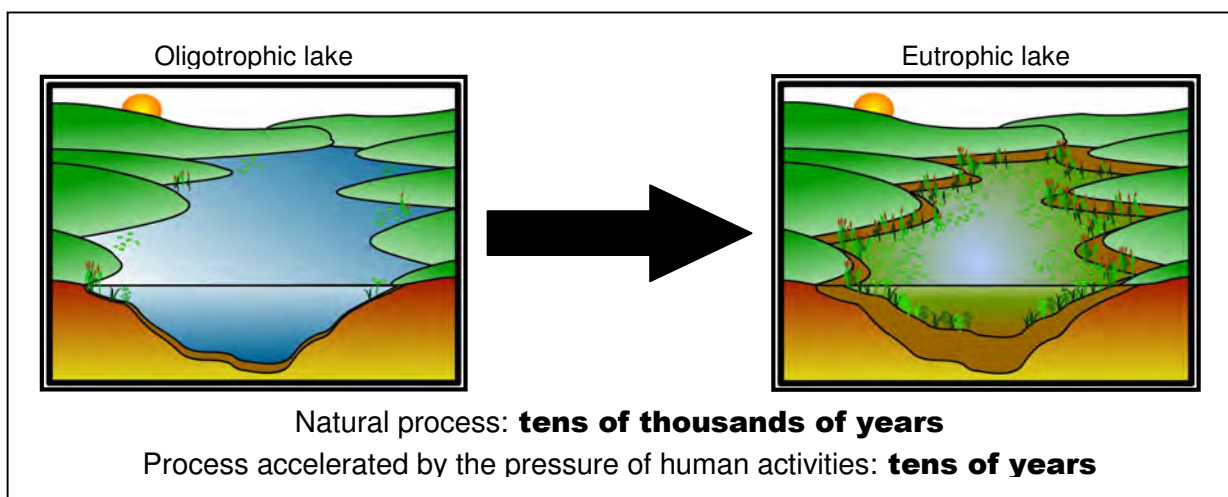 Oligotrophic lake
Eutrophic lake
Natural process: tens of thousands of years
Process accelerated by the pressure of human activities: tens of years